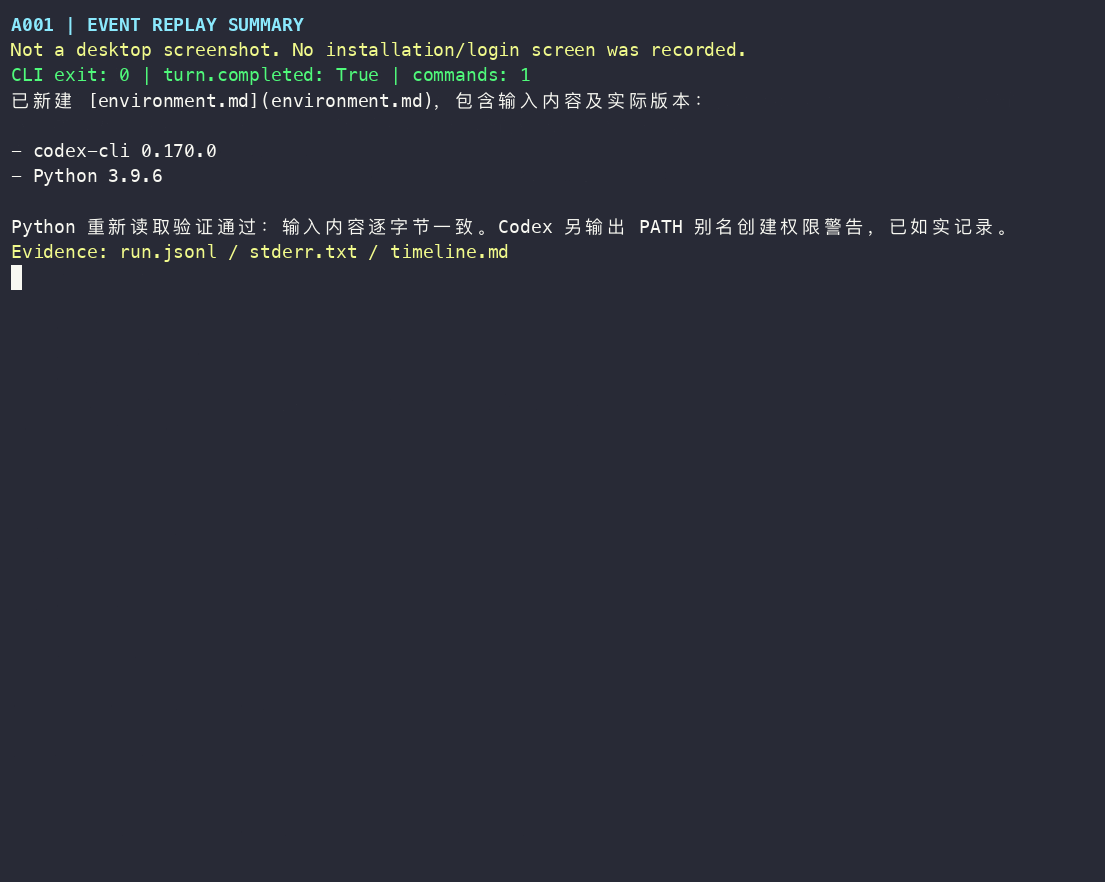 A001 | EVENT REPLAY SUMMARY
Not a desktop screenshot. No installation/login screen was recorded.
CLI exit: 0 | turn.completed: True | commands: 1
已新建 [environment.md](environment.md)，包含输入内容及实际版本：
- codex-cli 0.170.0
- Python 3.9.6
Python 重新读取验证通过：输入内容逐字节一致。Codex 另输出 PATH 别名创建权限警告，已如实记录。
Evidence: run.jsonl / stderr.txt / timeline.md